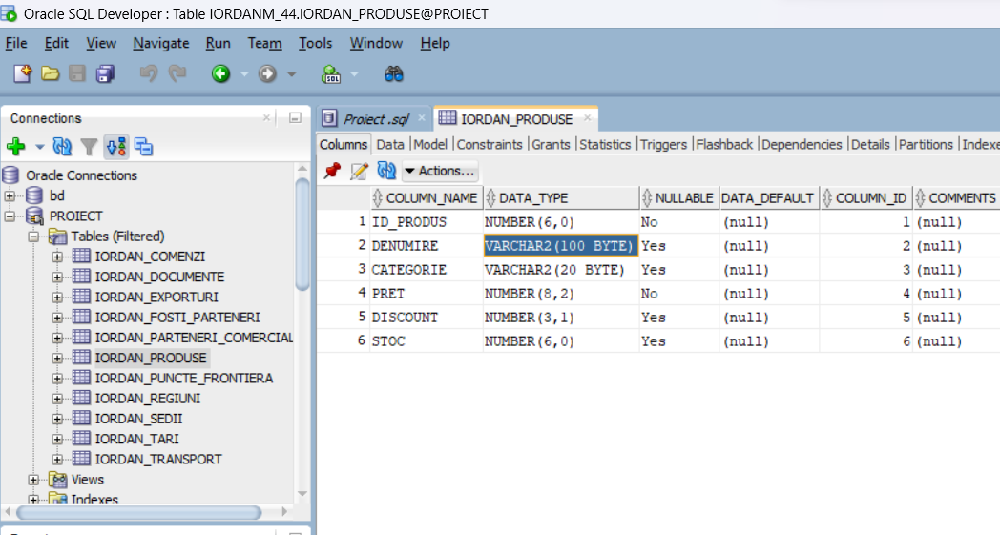 Oracle SQL Developer : Table IORDANM_44.IORDAN_PRODUSE@PROIECT
File Edit View Navigate Run Team Tools Window Help
SQL
Connections
Oracle Connections
bd
PROIECT
Tables (Filtered)
IORDAN_COMENZI
IORDAN_DOCUMENTE
IORDAN_EXPORTURI
IORDAN_FOSTI_PARTENERI
IORDAN_PARTENERI_COMERCIAL
IORDAN_PRODUSE
IORDAN_PUNCTE_FRONTIERA
IORDAN_REGIUNI
IORDAN_SEDII
IORDAN_TARI
IORDAN_TRANSPORT
Views
Indexes
Proiect .sql IORDAN_PRODUSE
Columns Data Model Constraints Grants Statistics Triggers Flashback Dependencies Details Partitions Indexe
Actions...
COLUMN_NAME DATA_TYPE NULLABLE DATA_DEFAULT COLUMN_ID COMMENTS
1 ID_PRODUS NUMBER(6,0) No (null) 1 (null)
2 DENUMIRE VARCHAR2(100 BYTE) Yes (null) 2 (null)
3 CATEGORIE VARCHAR2(20 BYTE) Yes (null) 3 (null)
4 PRET NUMBER(8,2) No (null) 4 (null)
5 DISCOUNT NUMBER(3,1) Yes (null) 5 (null)
6 STOC NUMBER(6,0) Yes (null) 6 (null)